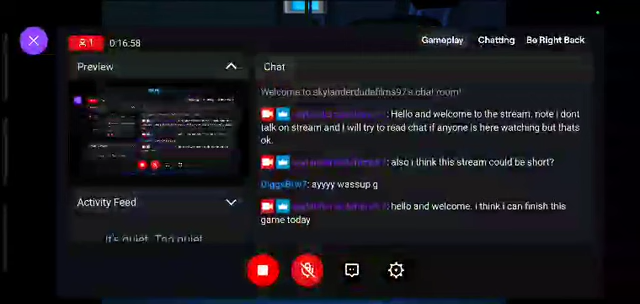 1
0:16:58
Gameplay
Chatting
Be Right Back
Preview
Chat
Welcome to skylanderdudefilms97's chat room!
: Hello and welcome to the stream. note i dont
talk on stream and I will try to read chat if anyone is here watching but thats
ok.
: also i think this stream could be short?
: ayyyy wassup g
Activity Feed
: hello and welcome. i think i can finish this
game today
It's quiet. Too quiet